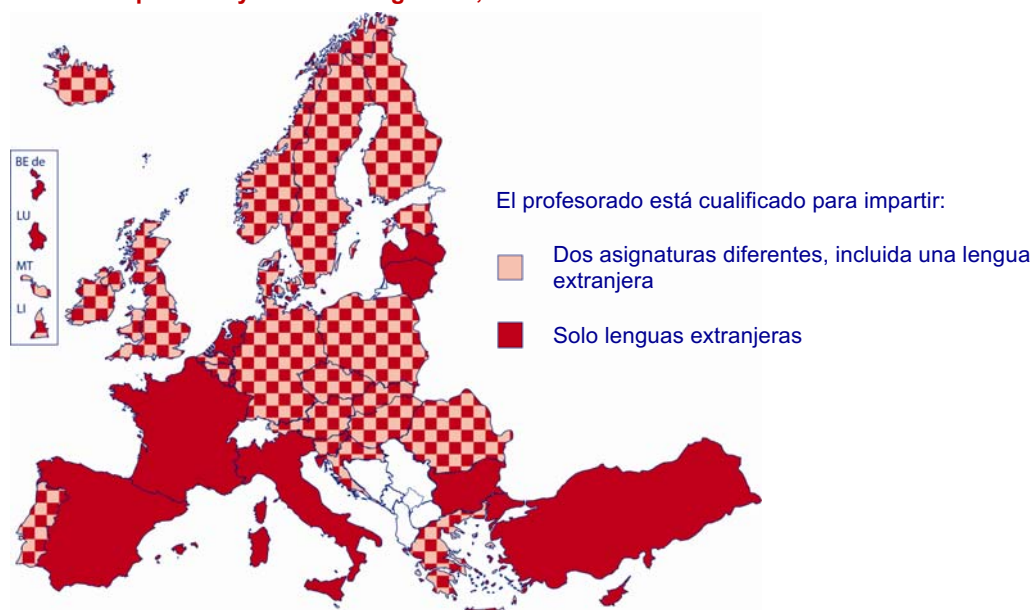 BE de
LU
MT
LI
El profesorado está cualificado para impartir:
Dos asignaturas diferentes, incluida una lengua
extranjera
Solo lenguas extranjeras